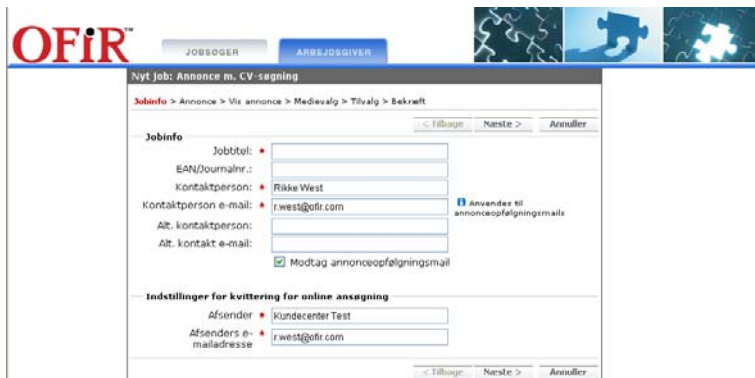 OFiR™
JOBSØGER
ARBEJDSGIVER
Nyt job: Annonce m. CV-søgning
Jobinfo > Annonce > Vis annonce > Medievalg > Tilvalg > Bekræft
< Tilbage Næste > Annuller
Jobinfo
Jobtitel: *
EAN/Journalnr.:
Kontaktperson: * Rikke West
Kontaktperson e-mail: * r.west@ofir.com
Anvendes til
annonceopfølgningsmails
Alt. kontaktperson:
Alt. kontakt e-mail:
Modtag annonceopfølgningsmail
Indstillinger for kvittering for online ansøgning
Afsender * Kundecenter Test
Afsenders e-
mailadresse * r.west@ofir.com
< Tilbage Næste > Annuller